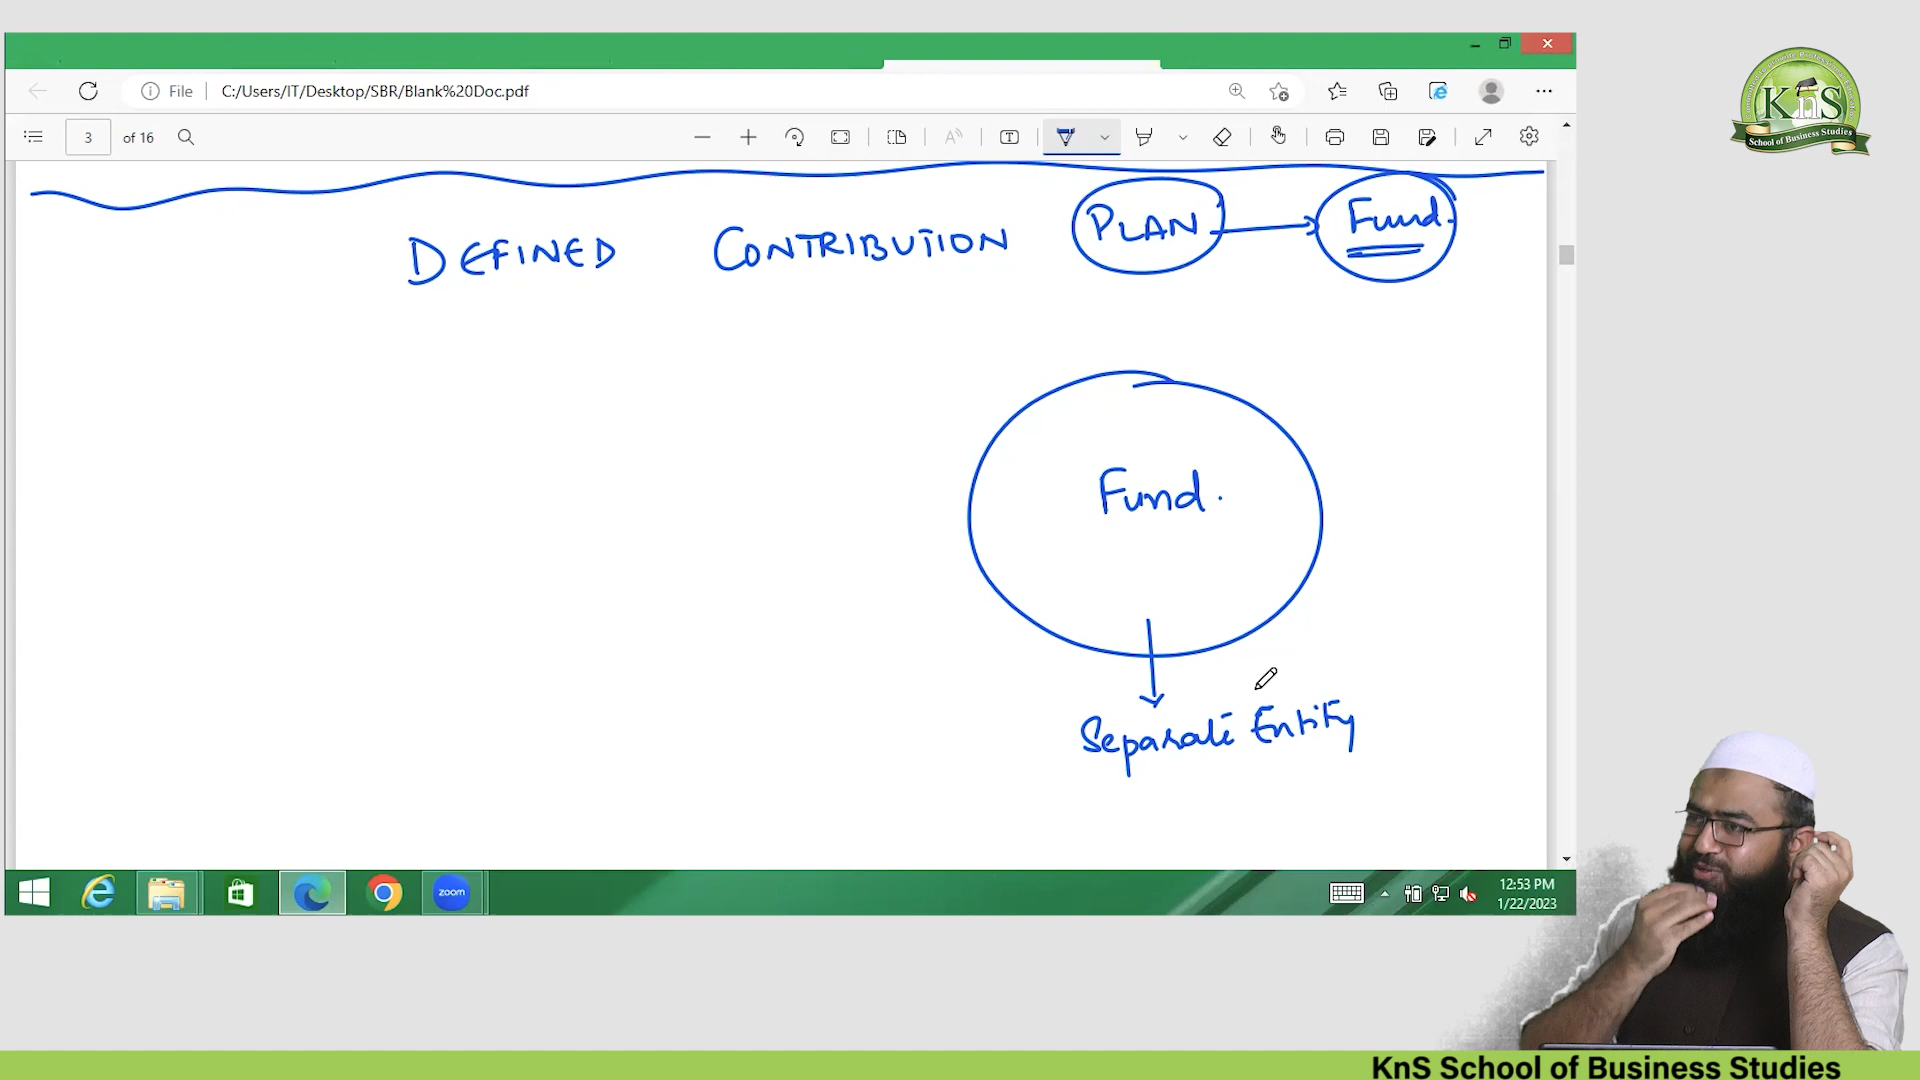 File C:/Users/IT/Desktop/SBR/Blank%20Doc.pdf
3 of 16
DEFINED CONTRIBUTION PLAN Fund.
Fund.
Separate Entity
zoom
12:53 PM
1/22/2023
KnS
School of Business Studies
KnS School of Business Studies